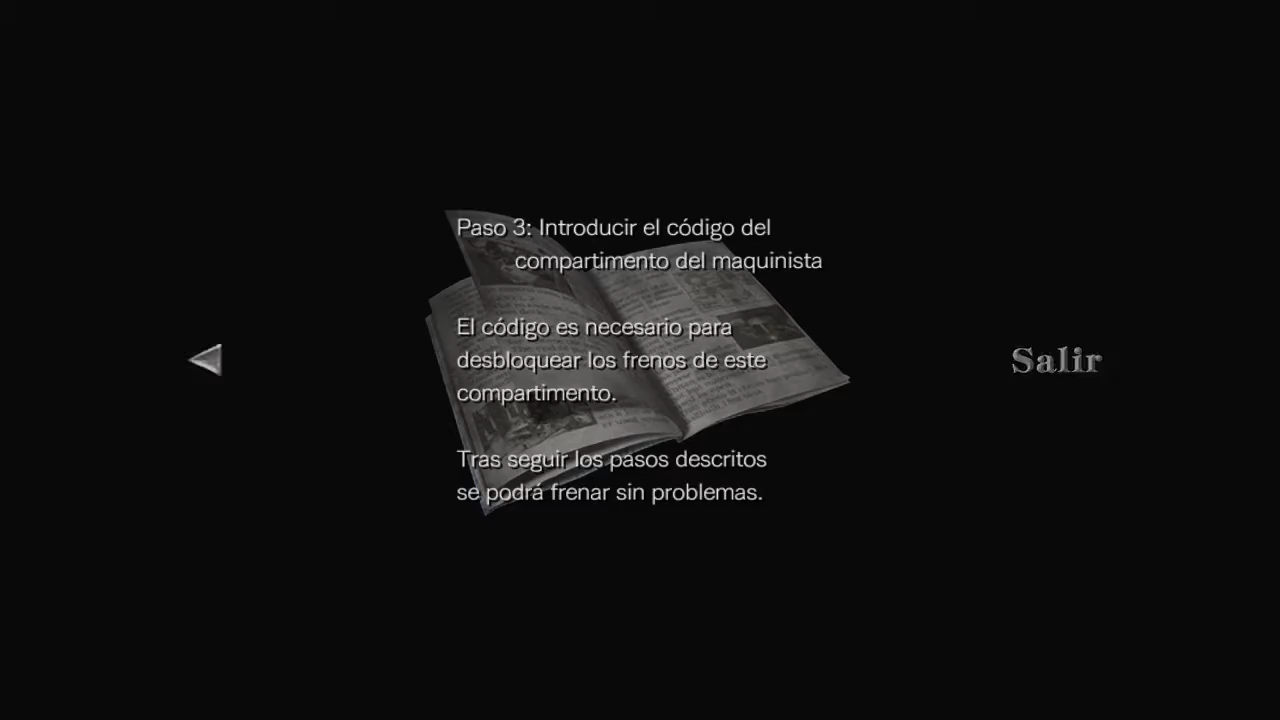 Paso 3: Introducir el código del
compartimento del maquinista
El código es necesario para
desbloquear los frenos de este
compartimento.
Tras seguir los pasos descritos
se podrá frenar sin problemas.
Salir